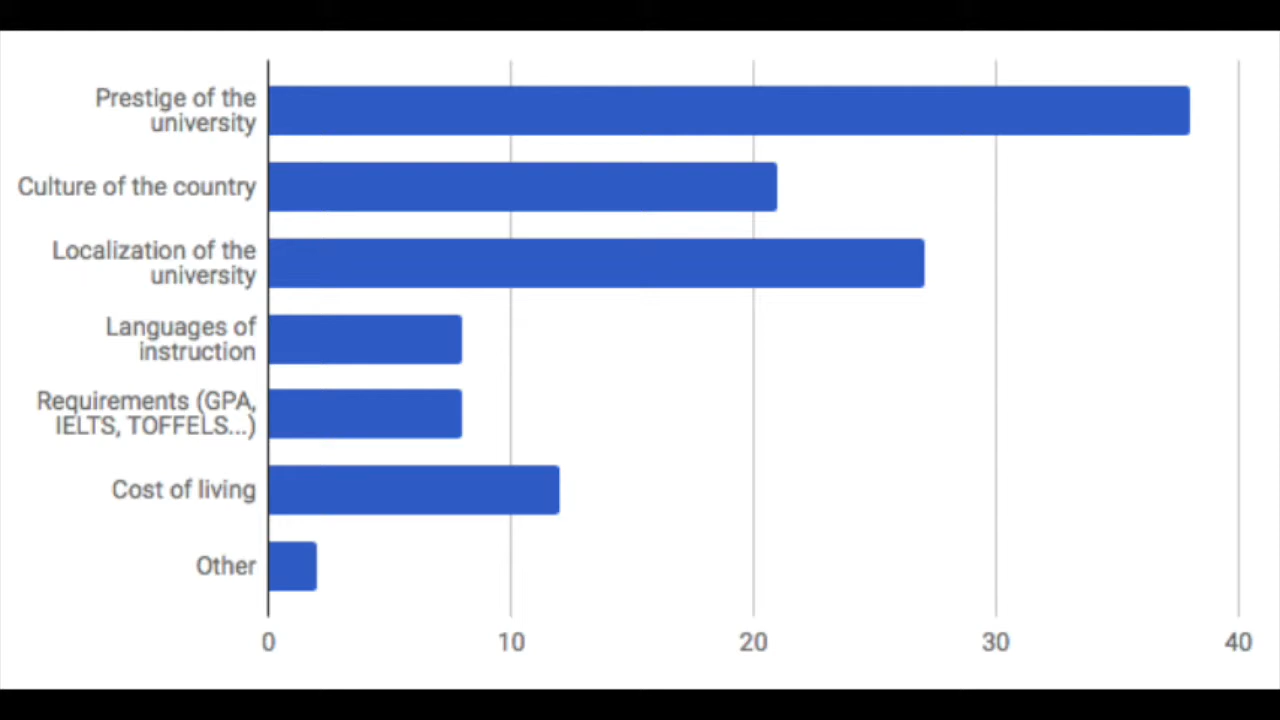 Prestige of the
university
Culture of the country
Localization of the
university
Languages of
instruction
Requirements (GPA,
IELTS, TOFFELS...)
Cost of living
Other
0 10 20 30 40